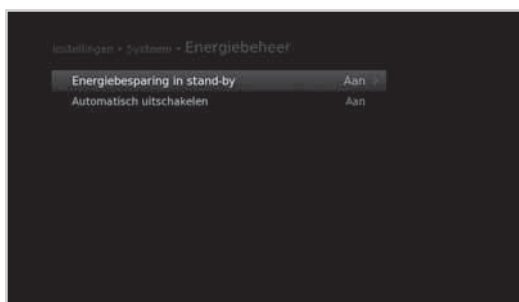 Instellingen • Systeem • Energiebeheer
Energiebesparing in stand-by Aan >
Automatisch uitschakelen Aan